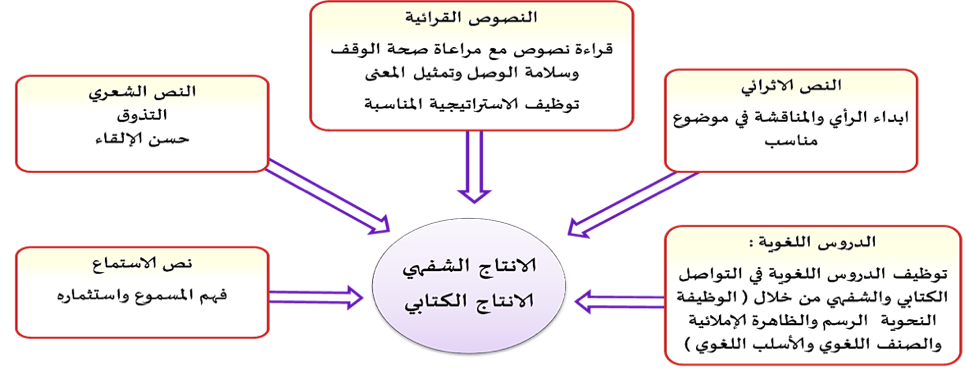 النصوص القرائية
قراءة نصوص مع مراعاة صحة الوقف
وسلامة الوصل وتمثيل المعنى
توظيف الاستراتيجية المناسبة
النص الاثرائي
ابداء الرأي والمناقشة في موضوع
مناسب
النص الشعري
التذوق
حسن الإلقاء
الدروس اللغوية :
توظيف الدروس اللغوية في التواصل
الكتابي والشفهي من خلال ( الوظيفة
النحوية الرسم والظاهرة الإملائية
والصنف اللغوي والأسلب اللغوي )
نص الاستماع
فهم المسموع واستثماره
الانتاج الشفهي
الانتاج الكتابي